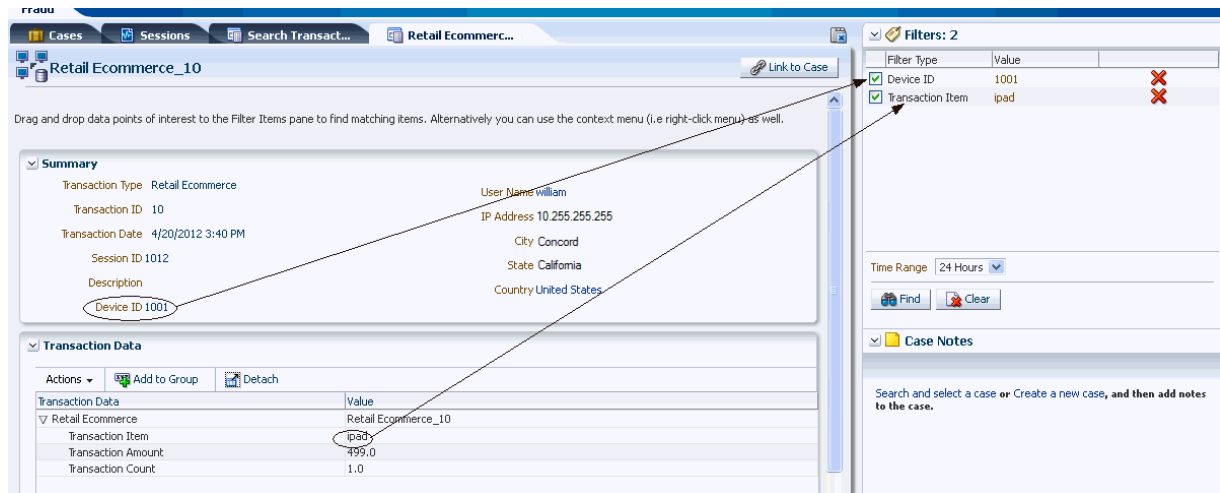 Fraud
Cases Sessions Search Transact... Retail Ecommerc...
Retail Ecommerce_10
Link to Case
Drag and drop data points of interest to the Filter Items pane to find matching items. Alternatively you can use the context menu (i.e right-click menu) as well.
Summary
Transaction Type Retail Ecommerce
Transaction ID 10
Transaction Date 4/20/2012 3:40 PM
Session ID 1012
Description
Device ID 1001
User Name william
IP Address 10.255.255.255
City Concord
State California
Country United States
Transaction Data
Actions Add to Group Detach
Transaction Data Value
Retail Ecommerce Retail Ecommerce_10
Transaction Item ipad
Transaction Amount 499.0
Transaction Count 1.0
Filters: 2
Filter Type Value
Device ID 1001
Transaction Item ipad
Time Range 24 Hours
Find Clear
Case Notes
Search and select a case or Create a new case, and then add notes
to the case.